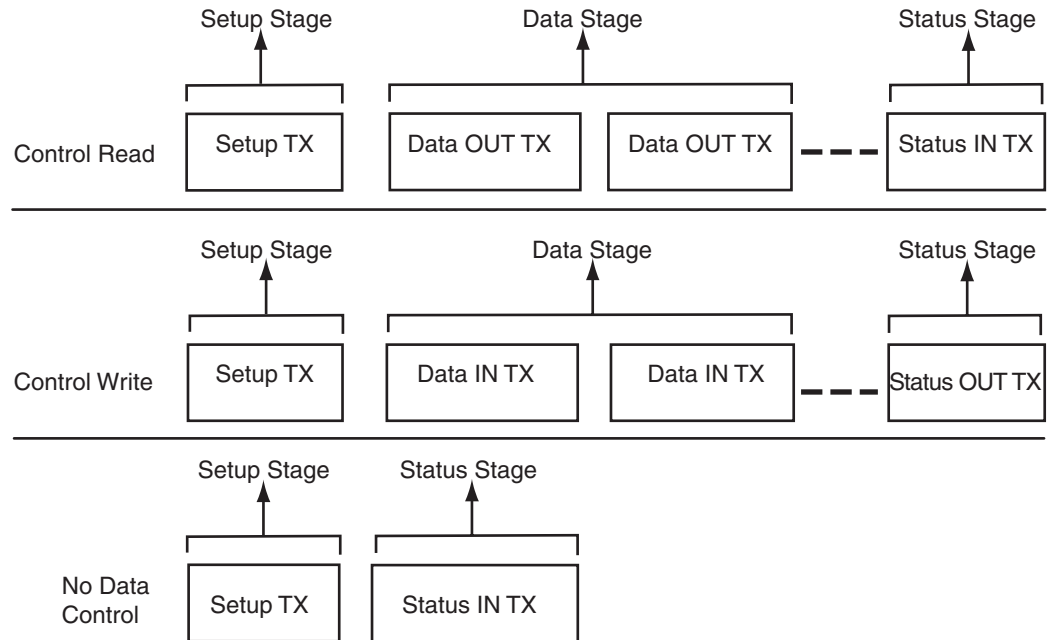 Setup Stage Data Stage Status Stage
Control Read Setup TX Data OUT TX Data OUT TX Status IN TX
Setup Stage Data Stage Status Stage
Control Write Setup TX Data IN TX Data IN TX Status OUT TX
Setup Stage Status Stage
No Data
Control Setup TX Status IN TX